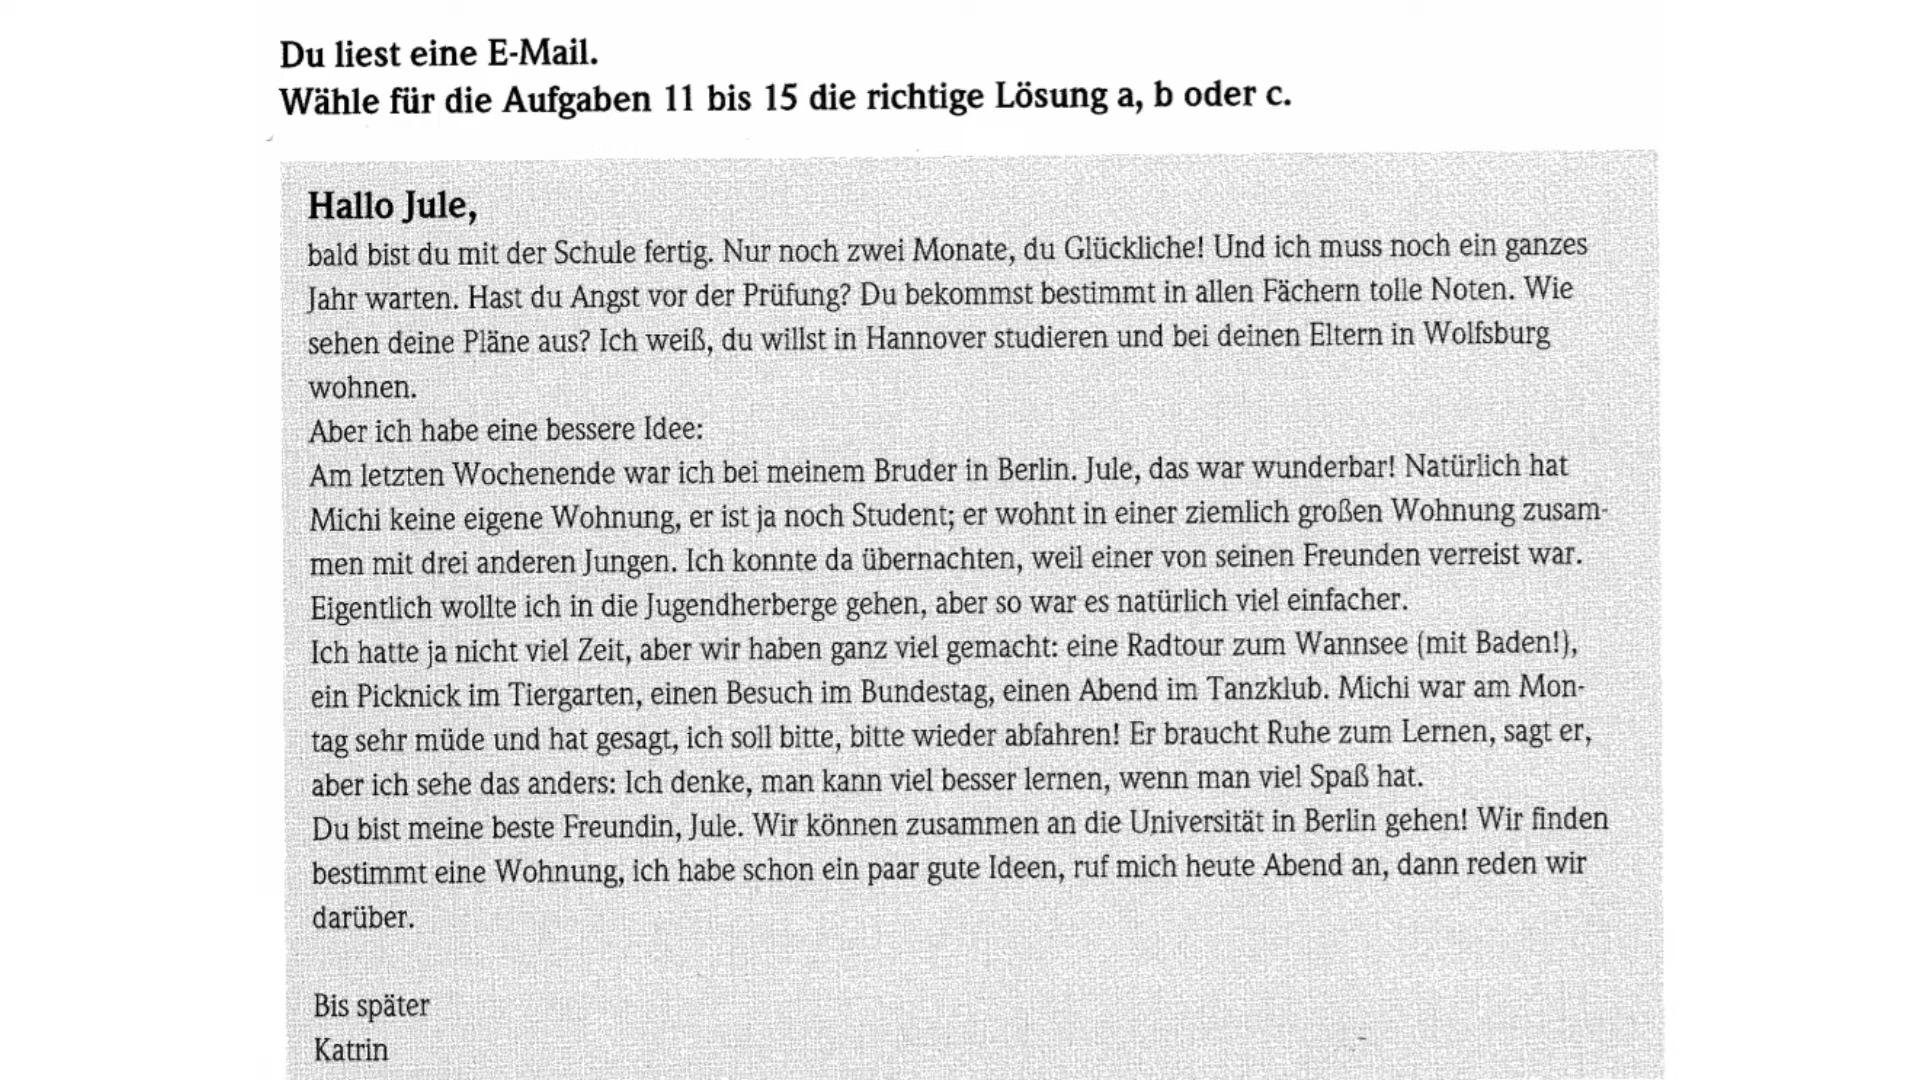 Du liest eine E-Mail.
Wähle für die Aufgaben 11 bis 15 die richtige Lösung a, b oder c.
Hallo Jule,
bald bist du mit der Schule fertig. Nur noch zwei Monate, du Glückliche! Und ich muss noch ein ganzes
Jahr warten. Hast du Angst vor der Prüfung? Du bekommst bestimmt in allen Fächern tolle Noten. Wie
sehen deine Pläne aus? Ich weiß, du willst in Hannover studieren und bei deinen Eltern in Wolfsburg
wohnen.
Aber ich habe eine bessere Idee:
Am letzten Wochenende war ich bei meinem Bruder in Berlin. Jule, das war wunderbar! Natürlich hat
Michi keine eigene Wohnung, er ist ja noch Student; er wohnt in einer ziemlich großen Wohnung zusam-
men mit drei anderen Jungen. Ich konnte da übernachten, weil einer von seinen Freunden verreist war.
Eigentlich wollte ich in die Jugendherberge gehen, aber so war es natürlich viel einfacher.
Ich hatte ja nicht viel Zeit, aber wir haben ganz viel gemacht: eine Radtour zum Wannsee (mit Baden!),
ein Picknick im Tiergarten, einen Besuch im Bundestag, einen Abend im Tanzklub. Michi war am Mon-
tag sehr müde und hat gesagt, ich soll bitte, bitte wieder abfahren! Er braucht Ruhe zum Lernen, sagt er,
aber ich sehe das anders: Ich denke, man kann viel besser lernen, wenn man viel Spaß hat.
Du bist meine beste Freundin, Jule. Wir können zusammen an die Universität in Berlin gehen! Wir finden
bestimmt eine Wohnung, ich habe schon ein paar gute Ideen, ruf mich heute Abend an, dann reden wir
darüber.
Bis später
Katrin